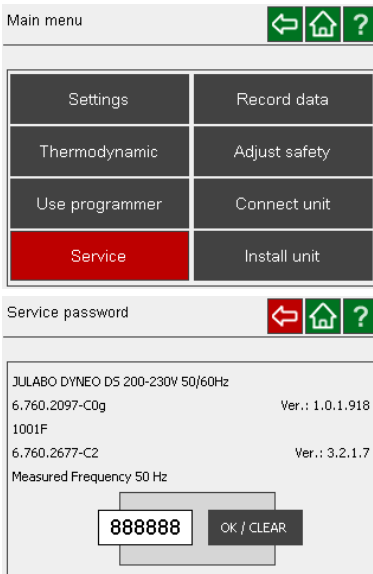 Main menu
?
Settings
Record data
Thermodynamic
Adjust safety
Use programmer
Connect unit
Service
Install unit
Service password
?
JULABO DYNEO DS 200-230V 50/60Hz
6.760.2097-C0g
Ver.: 1.0.1.918
1001F
6.760.2677-C2
Ver.: 3.2.1.7
Measured Frequency 50 Hz
888888
OK / CLEAR